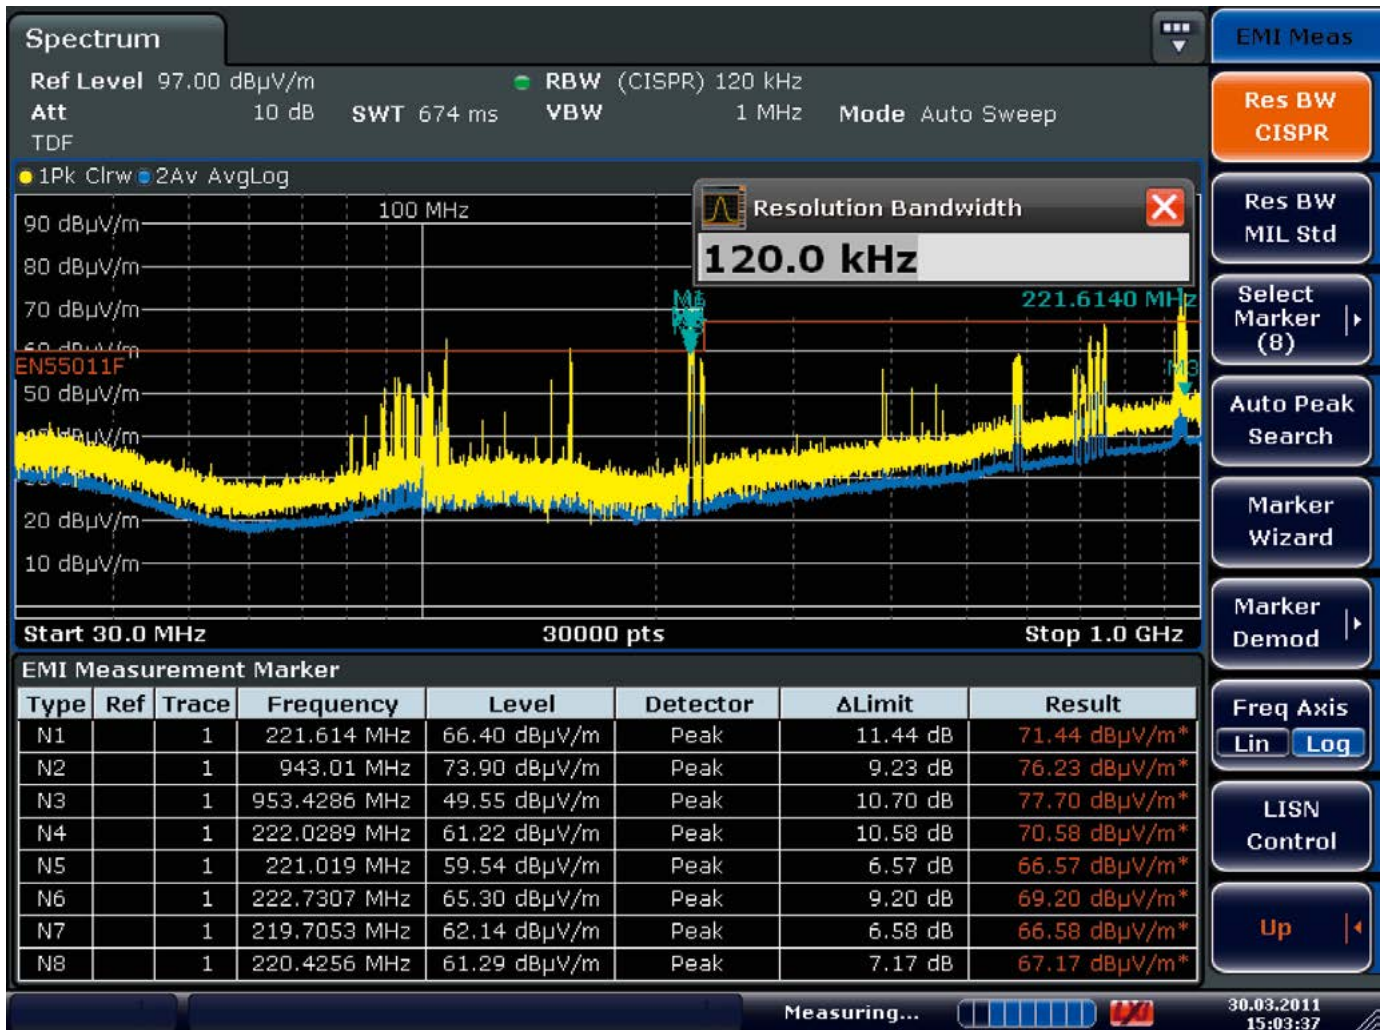 Spectrum
Ref Level 97.00 dBµV/m RBW (CISPR) 120 kHz
Att 10 dB SWT 674 ms VBW 1 MHz Mode Auto Sweep
TDF
1Pk Clrw 2Av AvgLog
100 MHz
Resolution Bandwidth
120.0 kHz
90 dBµV/m
80 dBµV/m
70 dBµV/m
221.6140 MHz
60 dBµV/m
EN55011F
M3
50 dBµV/m
20 dBµV/m
10 dBµV/m
Start 30.0 MHz 30000 pts Stop 1.0 GHz
EMI Measurement Marker
Type Ref Trace Frequency Level Detector ΔLimit Result
N1 1 221.614 MHz 66.40 dBµV/m Peak 11.44 dB 71.44 dBµV/m*
N2 1 943.01 MHz 73.90 dBµV/m Peak 9.23 dB 76.23 dBµV/m*
N3 1 953.4286 MHz 49.55 dBµV/m Peak 10.70 dB 77.70 dBµV/m*
N4 1 222.0289 MHz 61.22 dBµV/m Peak 10.58 dB 70.58 dBµV/m*
N5 1 221.019 MHz 59.54 dBµV/m Peak 6.57 dB 66.57 dBµV/m*
N6 1 222.7307 MHz 65.30 dBµV/m Peak 9.20 dB 69.20 dBµV/m*
N7 1 219.7053 MHz 62.14 dBµV/m Peak 6.58 dB 66.58 dBµV/m*
N8 1 220.4256 MHz 61.29 dBµV/m Peak 7.17 dB 67.17 dBµV/m*
Measuring...
30.03.2011
15:03:37
EMI Meas
Res BW
CISPR
Res BW
MIL Std
Select
Marker
(8)
Auto Peak
Search
Marker
Wizard
Marker
Demod
Freq Axis
Lin Log
LISN
Control
Up